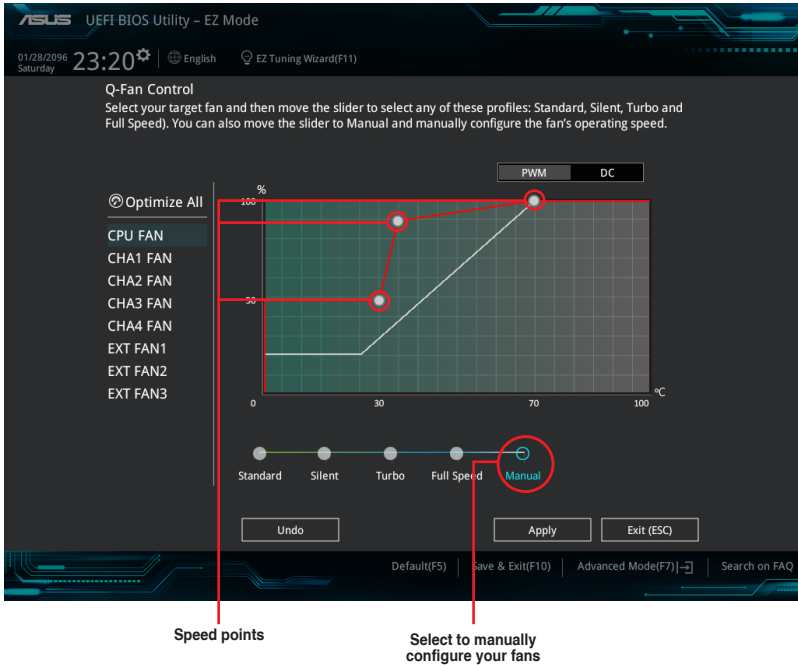 ASUS UEFI BIOS Utility – EZ Mode
01/28/2096
Saturday
23:20
English
EZ Tuning Wizard(F11)
Q-Fan Control
Select your target fan and then move the slider to select any of these profiles: Standard, Silent, Turbo and
Full Speed). You can also move the slider to Manual and manually configure the fan's operating speed.
PWM DC
Optimize All
CPU FAN
CHA1 FAN
CHA2 FAN
CHA3 FAN
CHA4 FAN
EXT FAN1
EXT FAN2
EXT FAN3
%
100
50
0 30 70 100
°C
Standard Silent Turbo Full Speed Manual
Undo Apply Exit (ESC)
Default(F5) Save & Exit(F10) Advanced Mode(F7) Search on FAQ
Speed points
Select to manually
configure your fans